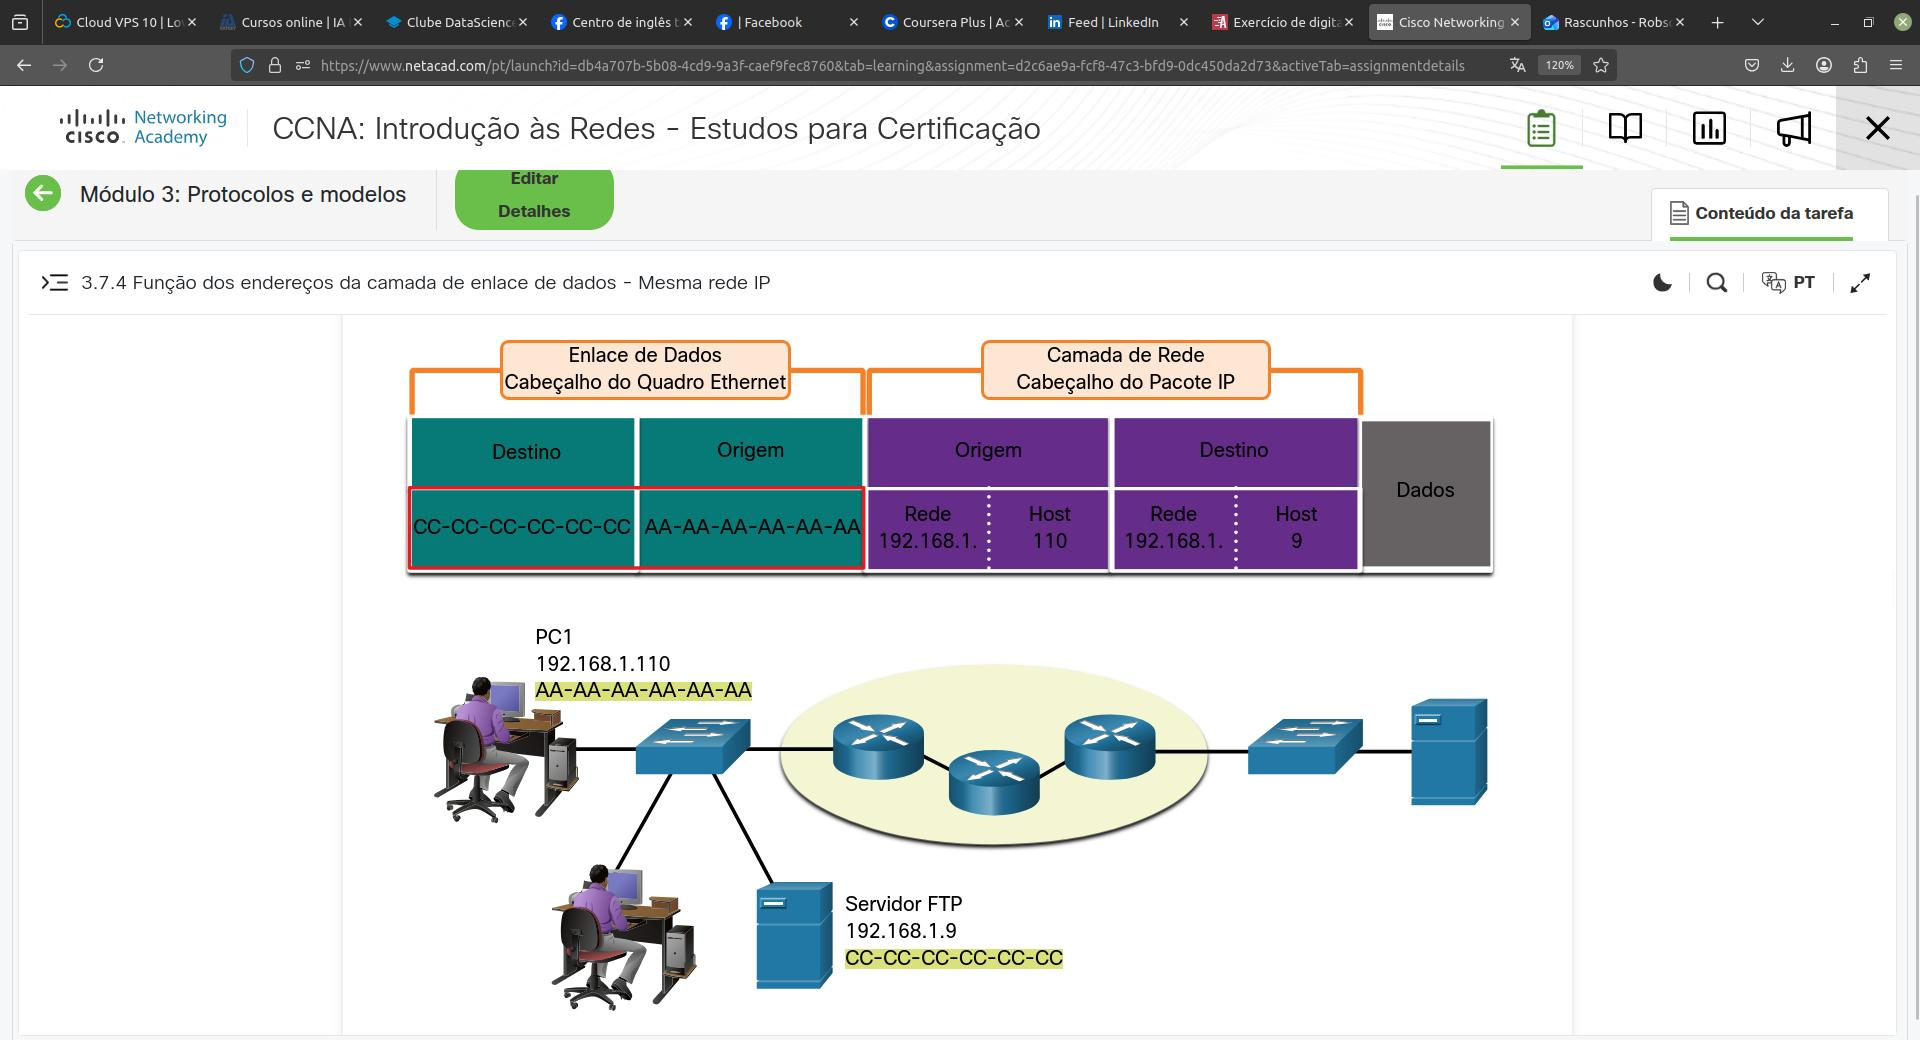 Cloud VPS 10 | Lo
Cursos online | IA
Clube DataScience
Centro de inglês t
| Facebook
Coursera Plus | Ac
Feed | LinkedIn
Exercício de digita
Cisco Networking
Rascunhos - Robs
https://www.netacad.com/pt/launch?id=db4a707b-5b08-4cd9-9a3f-caef9fec8760&tab=learning&assignment=d2c6ae9a-fcf8-47c3-bfd9-0dc450da2d73&activeTab=assignmentdetails
120%
cisco Networking Academy
CCNA: Introdução às Redes - Estudos para Certificação
Módulo 3: Protocolos e modelos
Editar
Detalhes
Conteúdo da tarefa
3.7.4 Função dos endereços da camada de enlace de dados - Mesma rede IP
PT
Enlace de Dados
Cabeçalho do Quadro Ethernet
Camada de Rede
Cabeçalho do Pacote IP
Destino
Origem
Origem
Destino
Dados
CC-CC-CC-CC-CC-CC
AA-AA-AA-AA-AA-AA
Rede
192.168.1.
Host
110
Rede
192.168.1.
Host
9
PC1
192.168.1.110
AA-AA-AA-AA-AA-AA
Servidor FTP
192.168.1.9
CC-CC-CC-CC-CC-CC